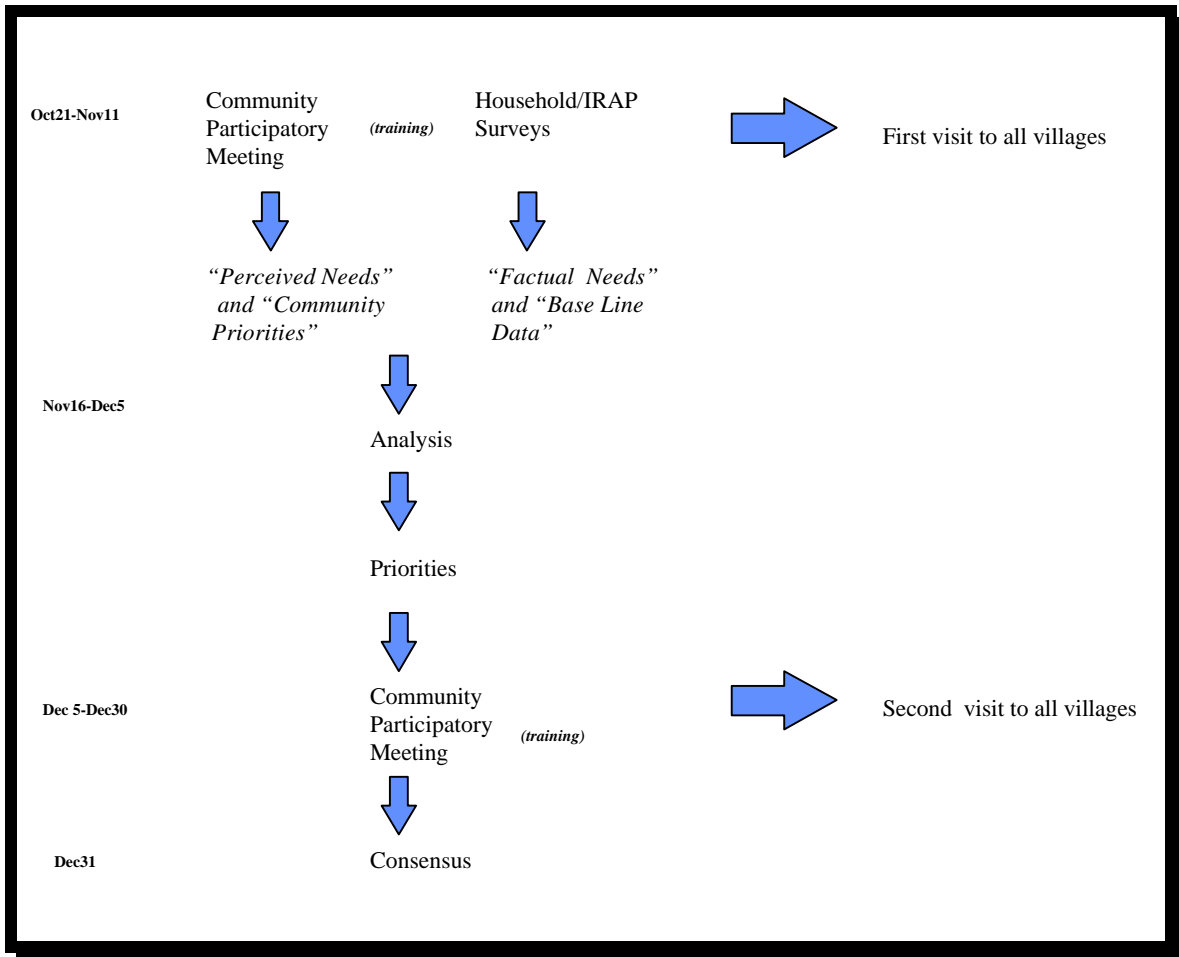 Oct21-Nov11
Community
Participatory
Meeting
(training)
Household/IRAP
Surveys
First visit to all villages
“Perceived Needs”
and “Community
Priorities”
“Factual Needs”
and “Base Line
Data”
Nov16-Dec5
Analysis
Priorities
Dec 5-Dec30
Community
Participatory
Meeting
(training)
Second visit to all villages
Dec31
Consensus